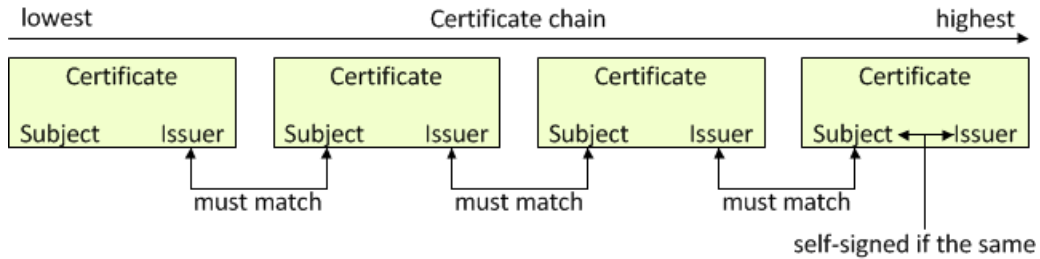 lowest Certificate chain highest
Certificate Certificate Certificate Certificate
Subject Issuer Subject Issuer Subject Issuer Subject Issuer
must match must match must match
self-signed if the same